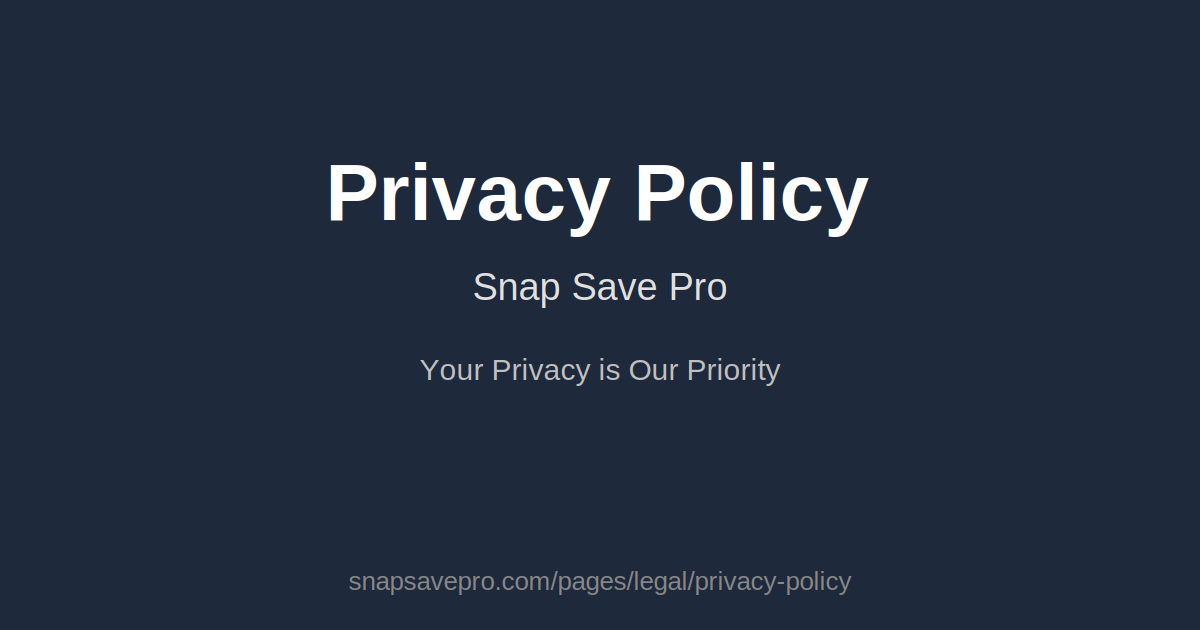 Privacy Policy
Snap Save Pro
Your Privacy is Our Priority
snapsavepro.com/pages/legal/privacy-policy